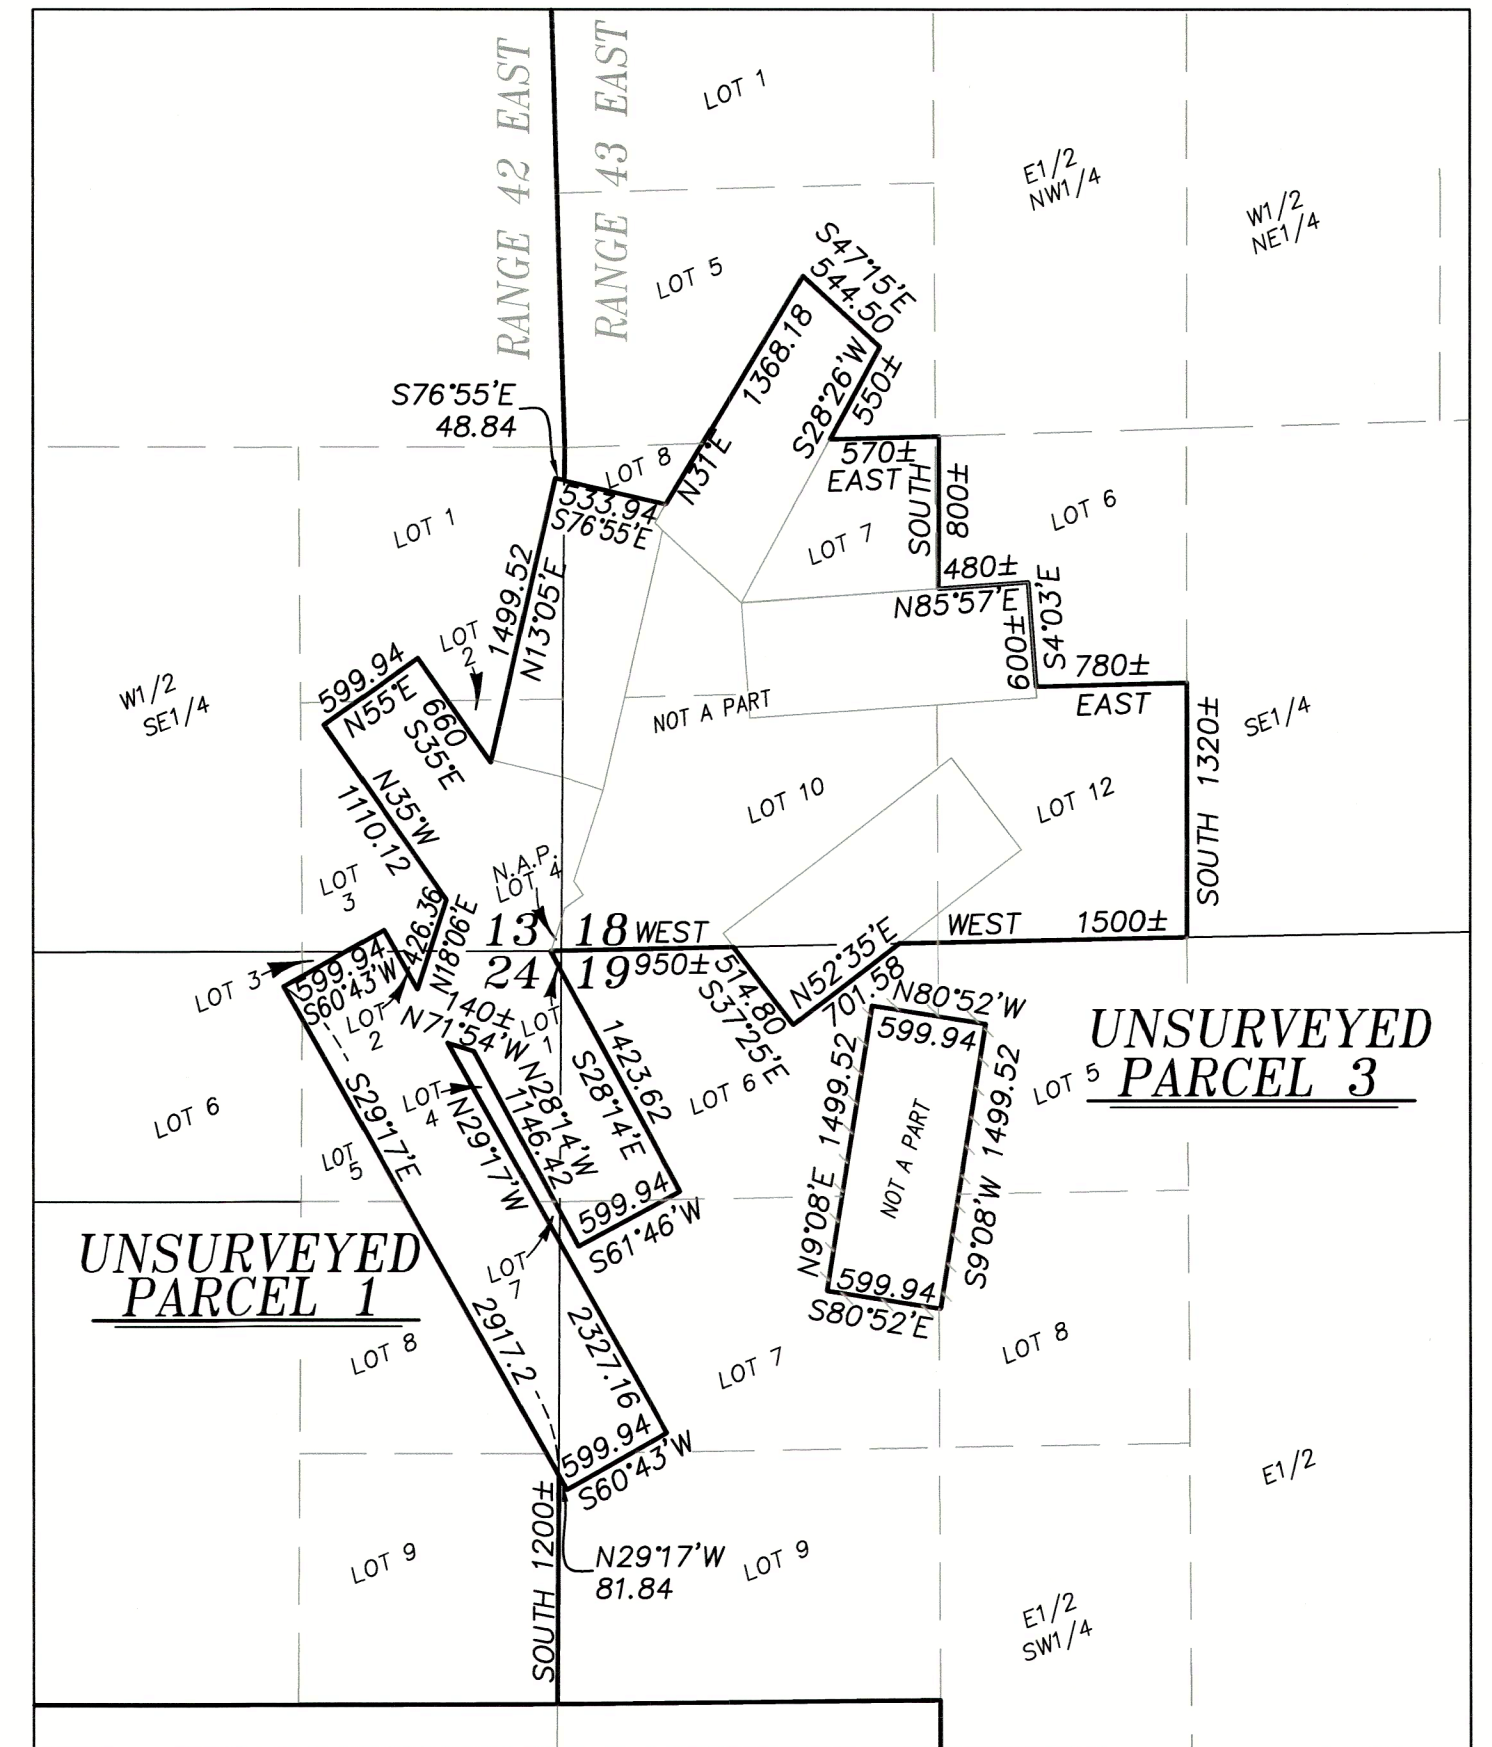 RANGE 42 EAST
RANGE 43 EAST
LOT 1
E1/2
NW1/4
W1/2
NE1/4
LOT 5
S47°15'E
544.50
1368.18
N31°E
S28°26'W
550±
S76°55'E
48.84
LOT 8
533.94
S76°55'E
570±
EAST
SOUTH
800±
LOT 6
LOT 7
LOT 1
1499.52
N13°05'E
480±
N85°57'E
600±
S4°03'E
780±
EAST
LOT
2
599.94
N55°E
660
S35°E
W1/2
SE1/4
NOT A PART
SE1/4
SOUTH 1320±
N35°W
1110.12
LOT 10
LOT 12
LOT
3
N.A.P.
LOT 4
426.36
N18°06'E
13
18
WEST
WEST 1500±
24
19
950±
LOT 3
599.94
S60°43'W
LOT
2
140±
N71°54'W
LOT
1
514.80
S37°25'E
N52°35'E
701.58
N80°52'W
599.94
UNSURVEYED
PARCEL 3
1423.62
S28°14'E
N28°14'W
1146.42
LOT 6
LOT 5
LOT 6
LOT
4
N29°17'W
S29°17'E
LOT
5
N9°08'E 1499.52
NOT A PART
S9°08'W 1499.52
599.94
S61°46'W
599.94
S80°52'E
UNSURVEYED
PARCEL 1
LOT
7
2917.2
2327.16
LOT 8
LOT 7
LOT 8
599.94
S60°43'W
E1/2
SOUTH 1200±
N29°17'W
81.84
LOT 9
LOT 9
E1/2
SW1/4